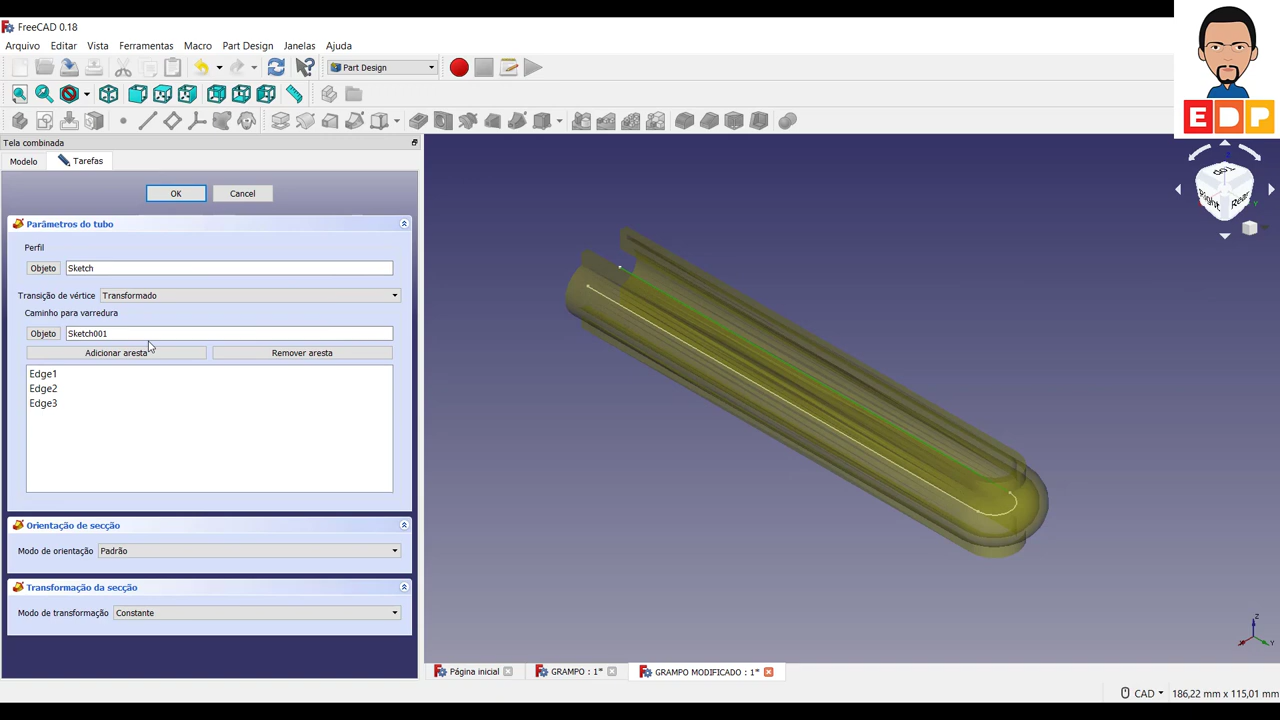 FreeCAD 0.18
Arquivo Editar Vista Ferramentas Macro Part Design Janelas Ajuda
Part Design
EDP
Tela combinada
Modelo Tarefas
OK Cancel
Parâmetros do tubo
Perfil
Objeto Sketch
Transição de vértice Transformado
Caminho para varredura
Objeto Sketch001
Adicionar aresta Remover aresta
Edge1
Edge2
Edge3
Orientação de secção
Modo de orientação Padrão
Transformação da secção
Modo de transformação Constante
Right Rear
Z
X Y
Página inicial GRAMPO : 1* GRAMPO MODIFICADO : 1*
CAD 186,22 mm x 115,01 mm